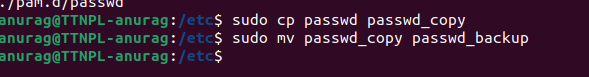 ./pam.d/passwd
anurag@TTNPL-anurag:/etc$ sudo cp passwd passwd_copy
anurag@TTNPL-anurag:/etc$ sudo mv passwd_copy passwd_backup
anurag@TTNPL-anurag:/etc$